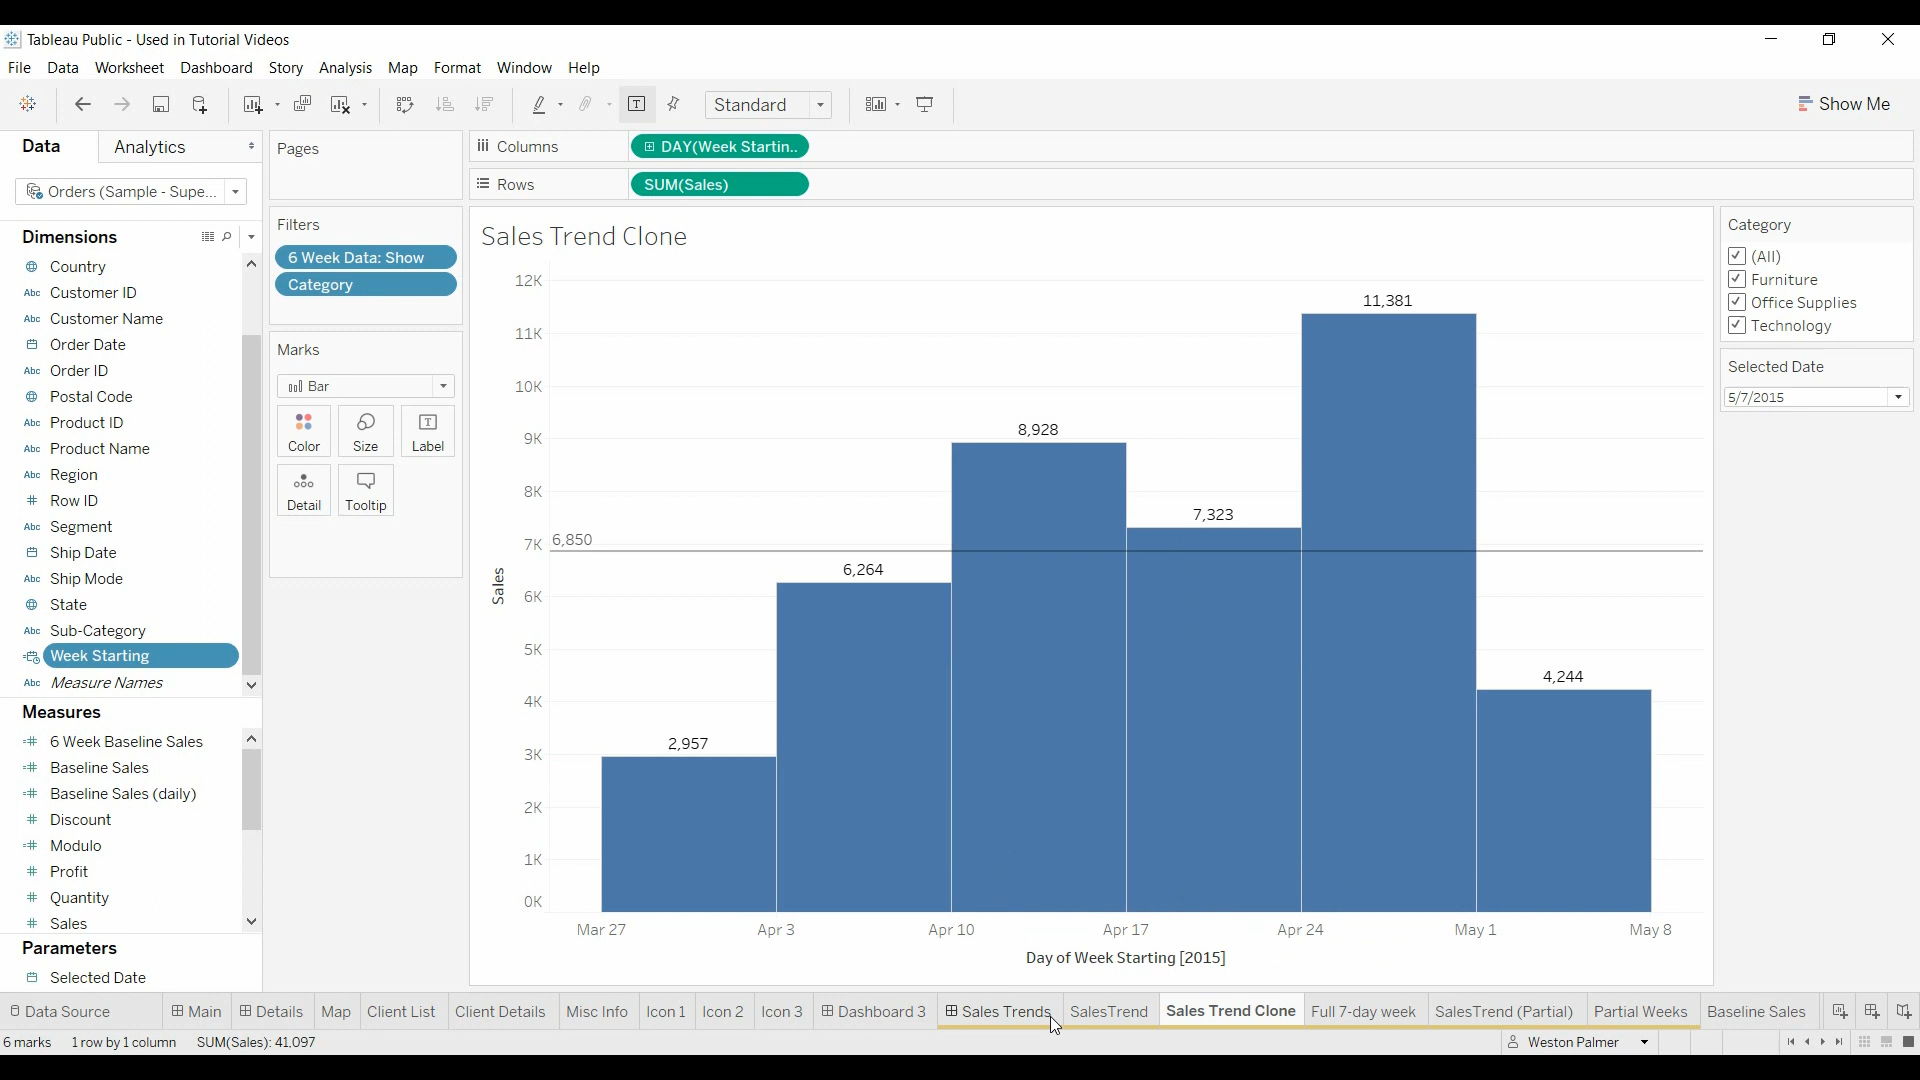 Tableau Public - Used in Tutorial Videos
File Data Worksheet Dashboard Story Analysis Map Format Window Help
Standard
Show Me
Data Analytics
Orders (Sample - Supe...
Dimensions
Country
Abc Customer ID
Abc Customer Name
Order Date
Abc Order ID
Postal Code
Abc Product ID
Abc Product Name
Abc Region
# Row ID
Abc Segment
Ship Date
Abc Ship Mode
State
Abc Sub-Category
Week Starting
Abc Measure Names
Measures
=# 6 Week Baseline Sales
=# Baseline Sales
=# Baseline Sales (daily)
# Discount
=# Modulo
# Profit
# Quantity
# Sales
Parameters
Selected Date
Pages
Filters
6 Week Data: Show
Category
Marks
Bar
Color Size Label
Detail Tooltip
Columns DAY(Week Startin..
Rows SUM(Sales)
Sales Trend Clone
12K
11K
10K
9K
8K
7K
6K
5K
4K
3K
2K
1K
0K
Sales
6,850
2,957
6,264
8,928
7,323
11,381
4,244
Mar 27 Apr 3 Apr 10 Apr 17 Apr 24 May 1 May 8
Day of Week Starting [2015]
Category
(All)
Furniture
Office Supplies
Technology
Selected Date
5/7/2015
Data Source Main Details Map Client List Client Details Misc Info Icon 1 Icon 2 Icon 3 Dashboard 3 Sales Trends SalesTrend Sales Trend Clone Full 7-day week SalesTrend (Partial) Partial Weeks Baseline Sales
6 marks 1 row by 1 column SUM(Sales): 41,097 Weston Palmer